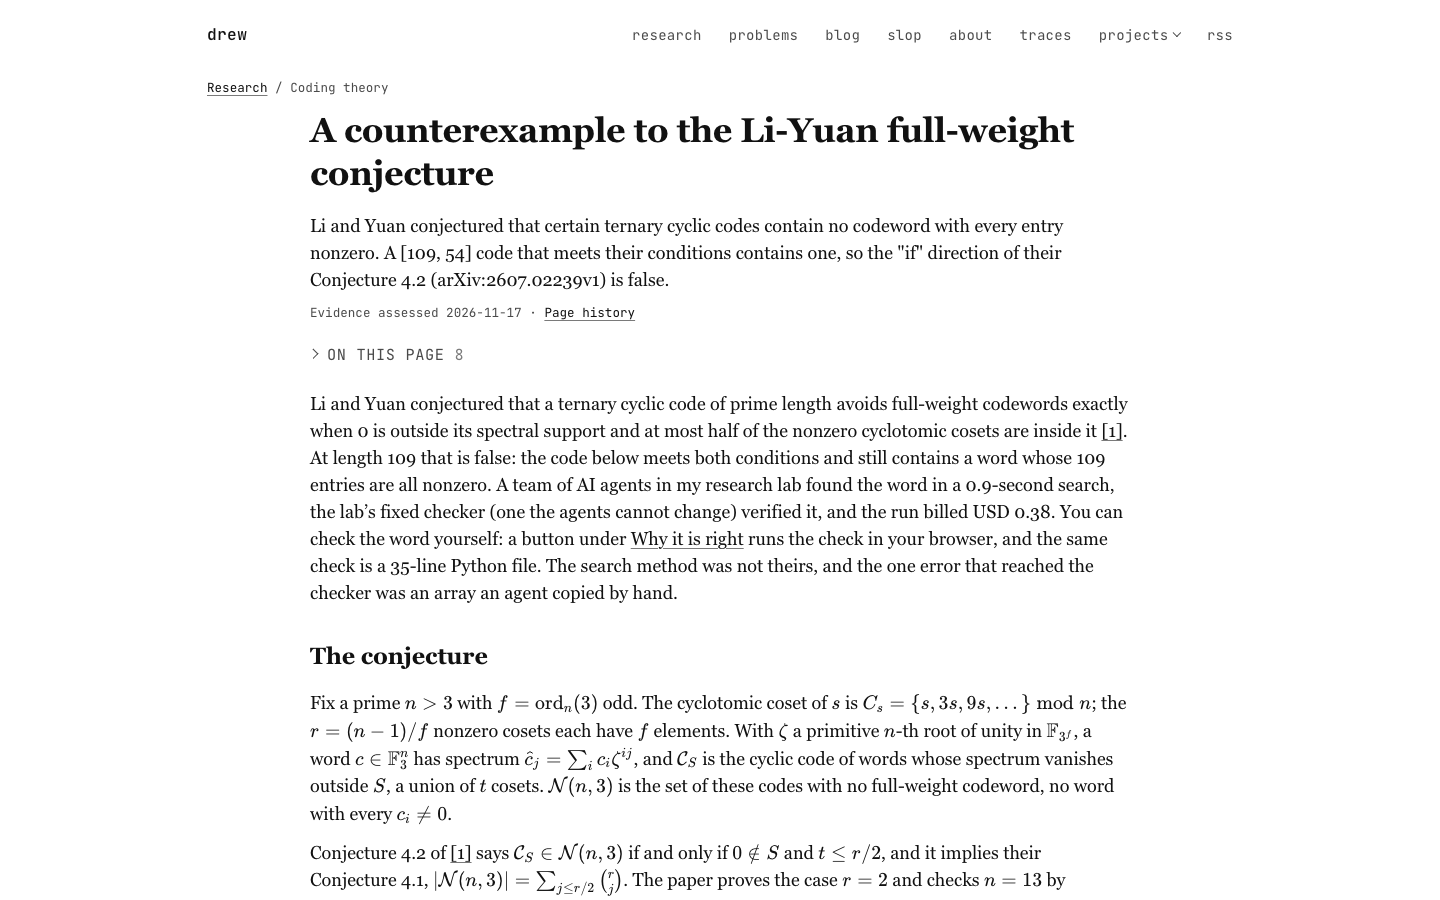 drew
research problems blog slop about traces projects rss
Research / Coding theory
A counterexample to the Li-Yuan full-weight
conjecture
Li and Yuan conjectured that certain ternary cyclic codes contain no codeword with every entry
nonzero. A [109, 54] code that meets their conditions contains one, so the "if" direction of their
Conjecture 4.2 (arXiv:2607.02239v1) is false.
Evidence assessed 2026-11-17 · Page history
ON THIS PAGE 8
Li and Yuan conjectured that a ternary cyclic code of prime length avoids full-weight codewords exactly
when 0 is outside its spectral support and at most half of the nonzero cyclotomic cosets are inside it [1].
At length 109 that is false: the code below meets both conditions and still contains a word whose 109
entries are all nonzero. A team of AI agents in my research lab found the word in a 0.9-second search,
the lab’s fixed checker (one the agents cannot change) verified it, and the run billed USD 0.38. You can
check the word yourself: a button under Why it is right runs the check in your browser, and the same
check is a 35-line Python file. The search method was not theirs, and the one error that reached the
checker was an array an agent copied by hand.
The conjecture
Fix a prime n > 3 with f = ordₙ(3) odd. The cyclotomic coset of s is Cₛ = {s, 3s, 9s, . . . } mod n; the
r = (n − 1)/f nonzero cosets each have f elements. With ζ a primitive n-th root of unity in 𝔽_{3^f}, a
word c ∈ 𝔽₃ⁿ has spectrum ĉⱼ = ∑ᵢ cᵢζ^{ij}, and 𝒞_S is the cyclic code of words whose spectrum vanishes
outside S, a union of t cosets. 𝒩(n, 3) is the set of these codes with no full-weight codeword, no word
with every cᵢ ≠ 0.
Conjecture 4.2 of [1] says 𝒞_S ∈ 𝒩(n, 3) if and only if 0 ∉ S and t ≤ r/2, and it implies their
Conjecture 4.1, |𝒩(n, 3)| = ∑_{j≤r/2} (r j). The paper proves the case r = 2 and checks n = 13 by